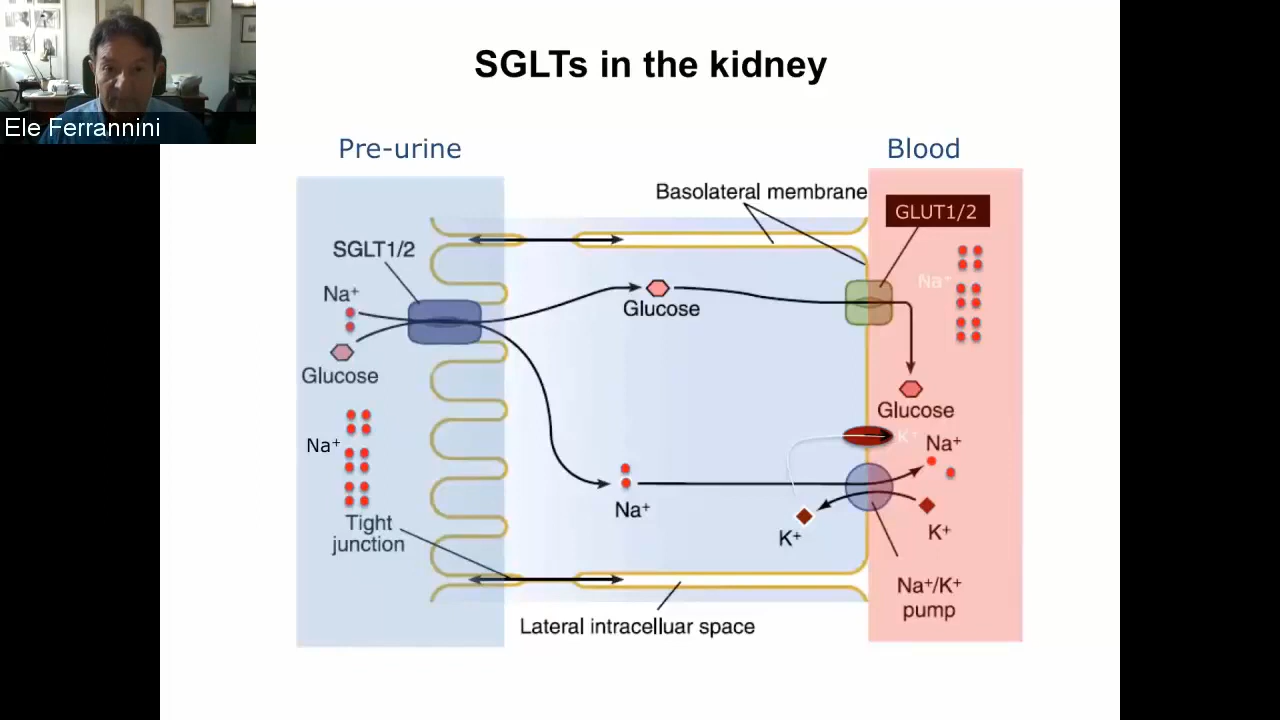 SGLTs in the kidney
Ele Ferrannini
Pre-urine
Blood
Basolateral membrane
GLUT1/2
SGLT1/2
Na⁺
Na⁺
Glucose
Glucose
Glucose
Glucose
Na⁺
K⁺
Na⁺
Na⁺
K⁺
K⁺
Tight
junction
Na⁺/K⁺
pump
Lateral intracelluar space